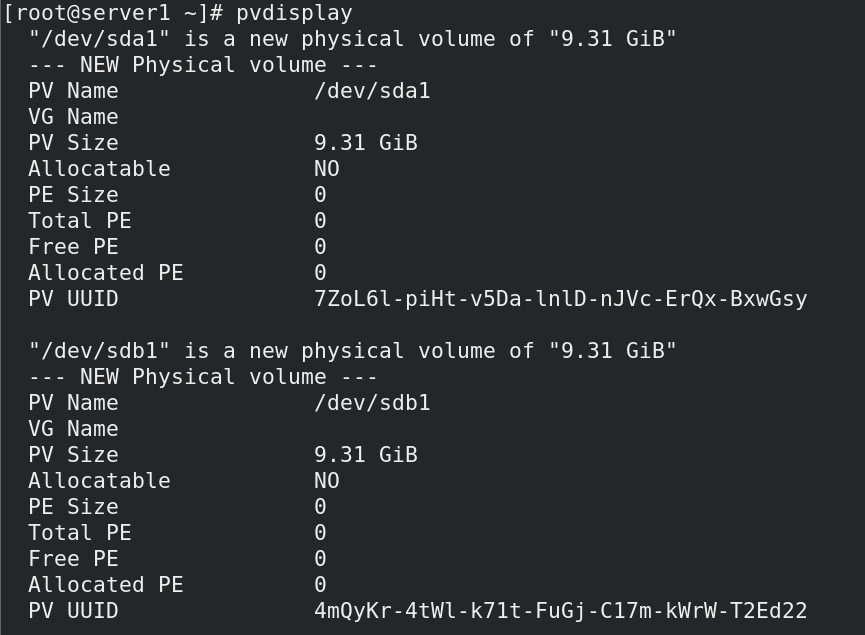 [root@server1 ~]# pvdisplay
"/dev/sda1" is a new physical volume of "9.31 GiB"
--- NEW Physical volume ---
PV Name /dev/sda1
VG Name
PV Size 9.31 GiB
Allocatable NO
PE Size 0
Total PE 0
Free PE 0
Allocated PE 0
PV UUID 7ZoL6l-piHt-v5Da-lnlD-nJVc-ErQx-BxwGsy
"/dev/sdb1" is a new physical volume of "9.31 GiB"
--- NEW Physical volume ---
PV Name /dev/sdb1
VG Name
PV Size 9.31 GiB
Allocatable NO
PE Size 0
Total PE 0
Free PE 0
Allocated PE 0
PV UUID 4mQyKr-4tWl-k71t-FuGj-C17m-kWrW-T2Ed22